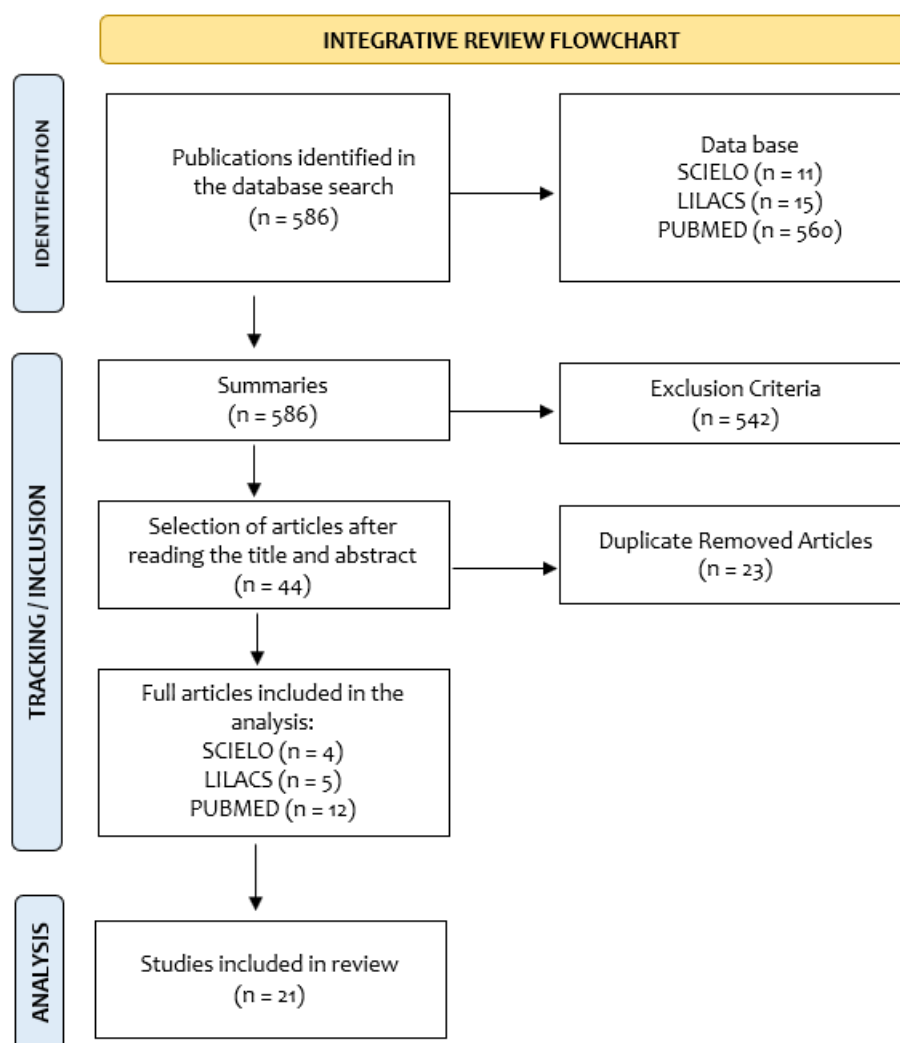 INTEGRATIVE REVIEW FLOWCHART
IDENTIFICATION
Publications identified in
the database search
(n = 586)
Data base
SCIELO (n = 11)
LILACS (n = 15)
PUBMED (n = 560)
TRACKING / INCLUSION
Summaries
(n = 586)
Exclusion Criteria
(n = 542)
Selection of articles after
reading the title and abstract
(n = 44)
Duplicate Removed Articles
(n = 23)
Full articles included in the
analysis:
SCIELO (n = 4)
LILACS (n = 5)
PUBMED (n = 12)
ANALYSIS
Studies included in review
(n = 21)